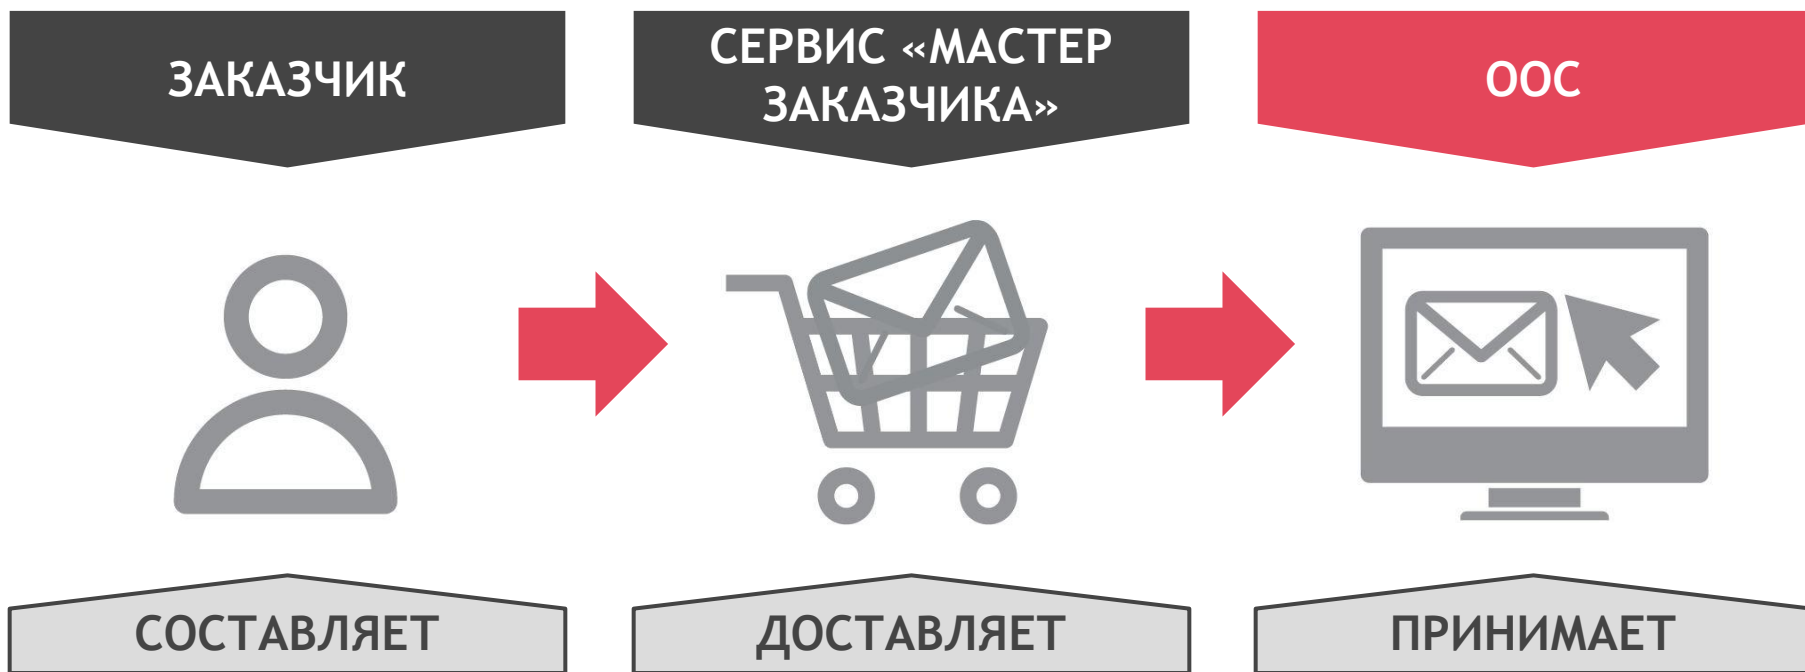 ЗАКАЗЧИК
СЕРВИС «МАСТЕР
ЗАКАЗЧИКА»
ООС
СОСТАВЛЯЕТ
ДОСТАВЛЯЕТ
ПРИНИМАЕТ